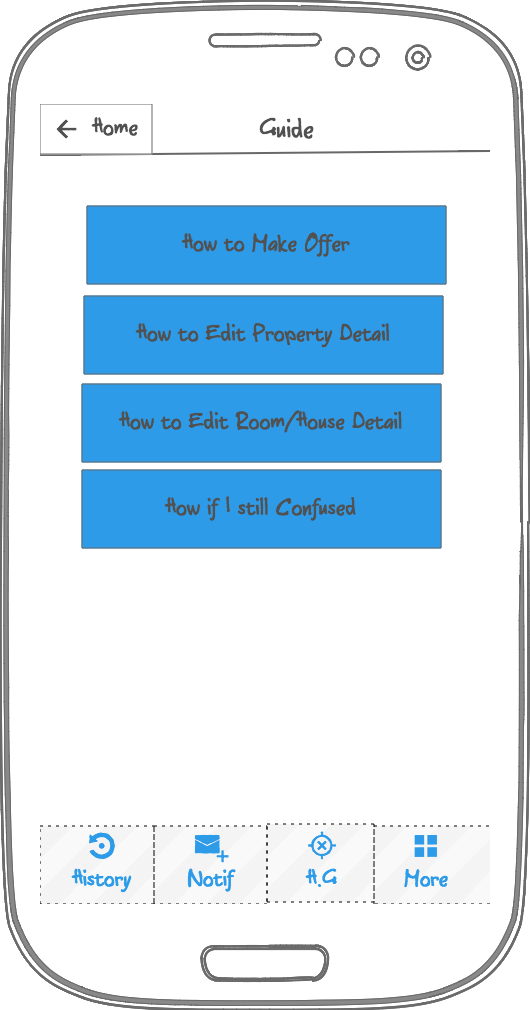 Home
Guide
How to Make Offer
How to Edit Property Detail
How to Edit Room/House Detail
How if I still Confused
History
Notif
H.G
More